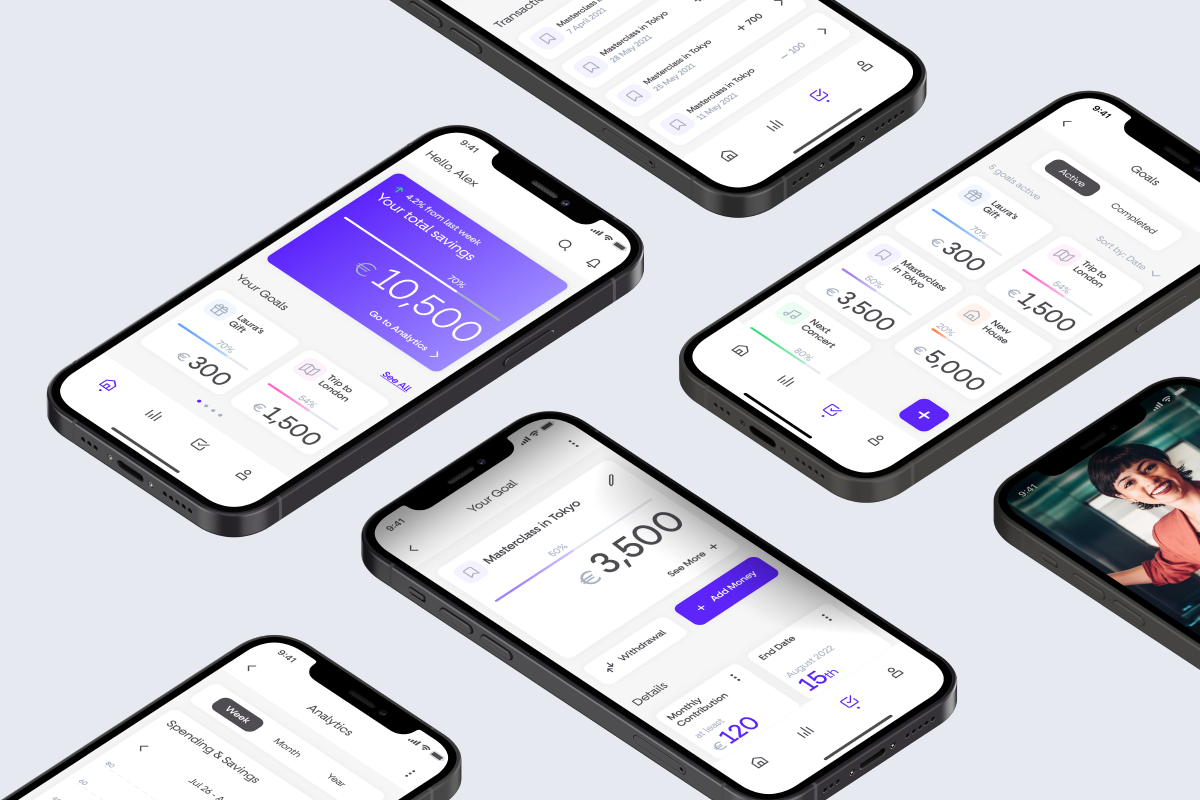 Transactio
Masterclass in Tokyo
7 April 2021
Masterclass in Tokyo
28 May 2021
Masterclass in Tokyo
25 May 2021
+ 700
Masterclass in Tokyo
11 May 2021
− 100
9:41
Hello, Alex
4.2% from last week
Your total savings
70%
€ 10,500
Go to Analytics
Your Goals
See All
Laura's
Gift
70%
€ 300
Trip to
London
54%
€ 1,500
9:41
Goals
Active
Completed
5 goals active
Sort by: Date
Laura's
Gift
70%
€ 300
Trip to
London
54%
€ 1,500
Masterclass
in Tokyo
50%
€ 3,500
New
House
20%
€ 5,000
Next
Concert
80%
+
9:41
Your Goal
Masterclass in Tokyo
50%
€ 3,500
See More +
Withdrawal
+ Add Money
Details
Monthly
Contribution
at least
€ 120
End Date
August 2022
15th
9:41
Analytics
Week
Month
Year
Spending & Savings
Jul 26 - A
80
60
9:41